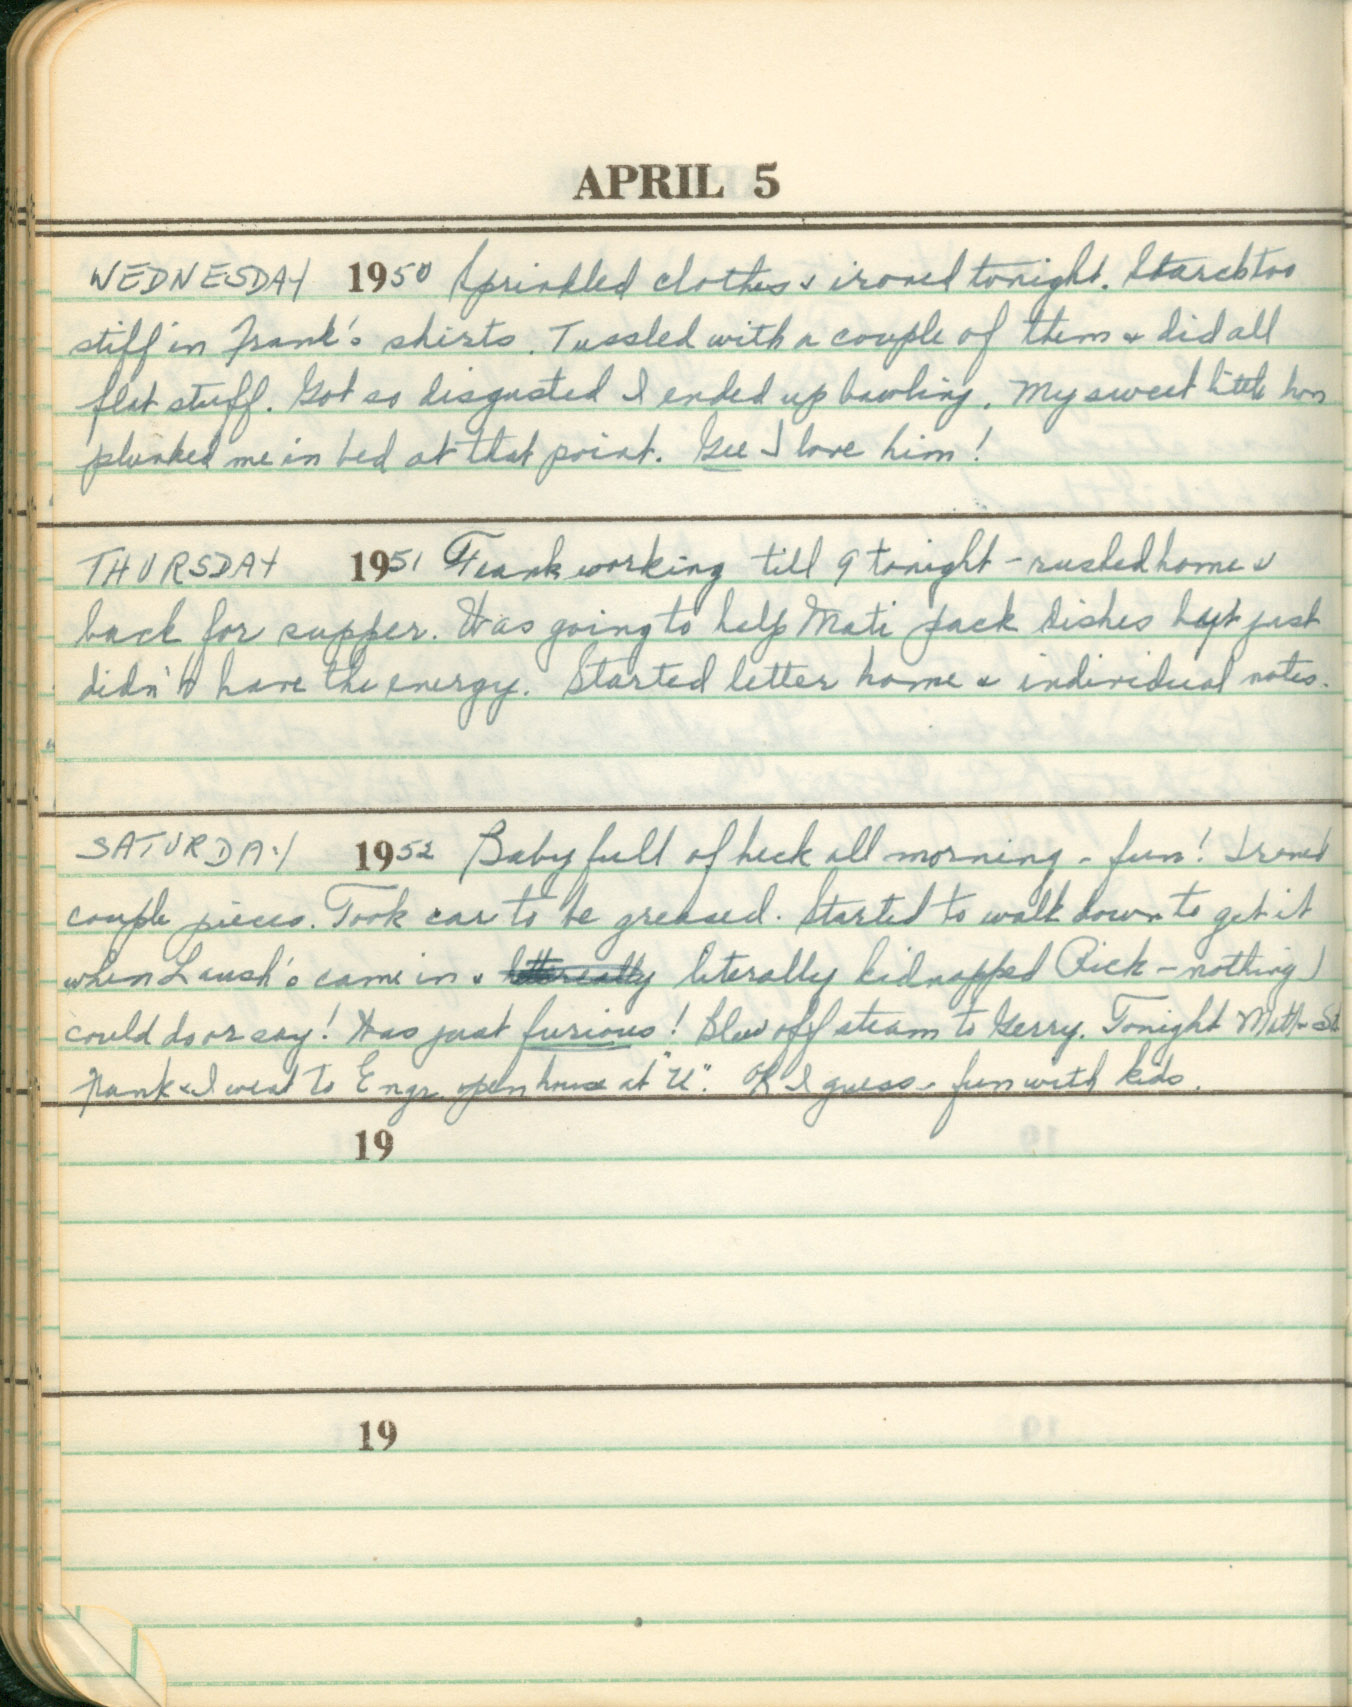 APRIL 5
WEDNESDAY 1950 Sprinkled clothes & ironed tonight. Starch too
stiff in Frank's shirts. Tussled with a couple of them & did all
flat stuff. Got so disgusted I ended up bawling. My sweet little hon
plunked me in bed at that point. Gee I love him!
THURSDAY 1951 Frank working till 9 tonight - rushed home &
back for supper. Was going to help Mati pack dishes but just
didn't have the energy. Started letter home & individual notes.
SATURDAY 1952 Baby full of heck all morning - fun! Ironed
couple pieces. Took car to be greased. Started to walk down to get it
when came in & literally kidnapped Rick - nothing I
could do or say! Was just furious! Blew off steam to Gerry. Tonight
Frank & I went to Engr. open house at "U". OK I guess - fun with kids.
19
19